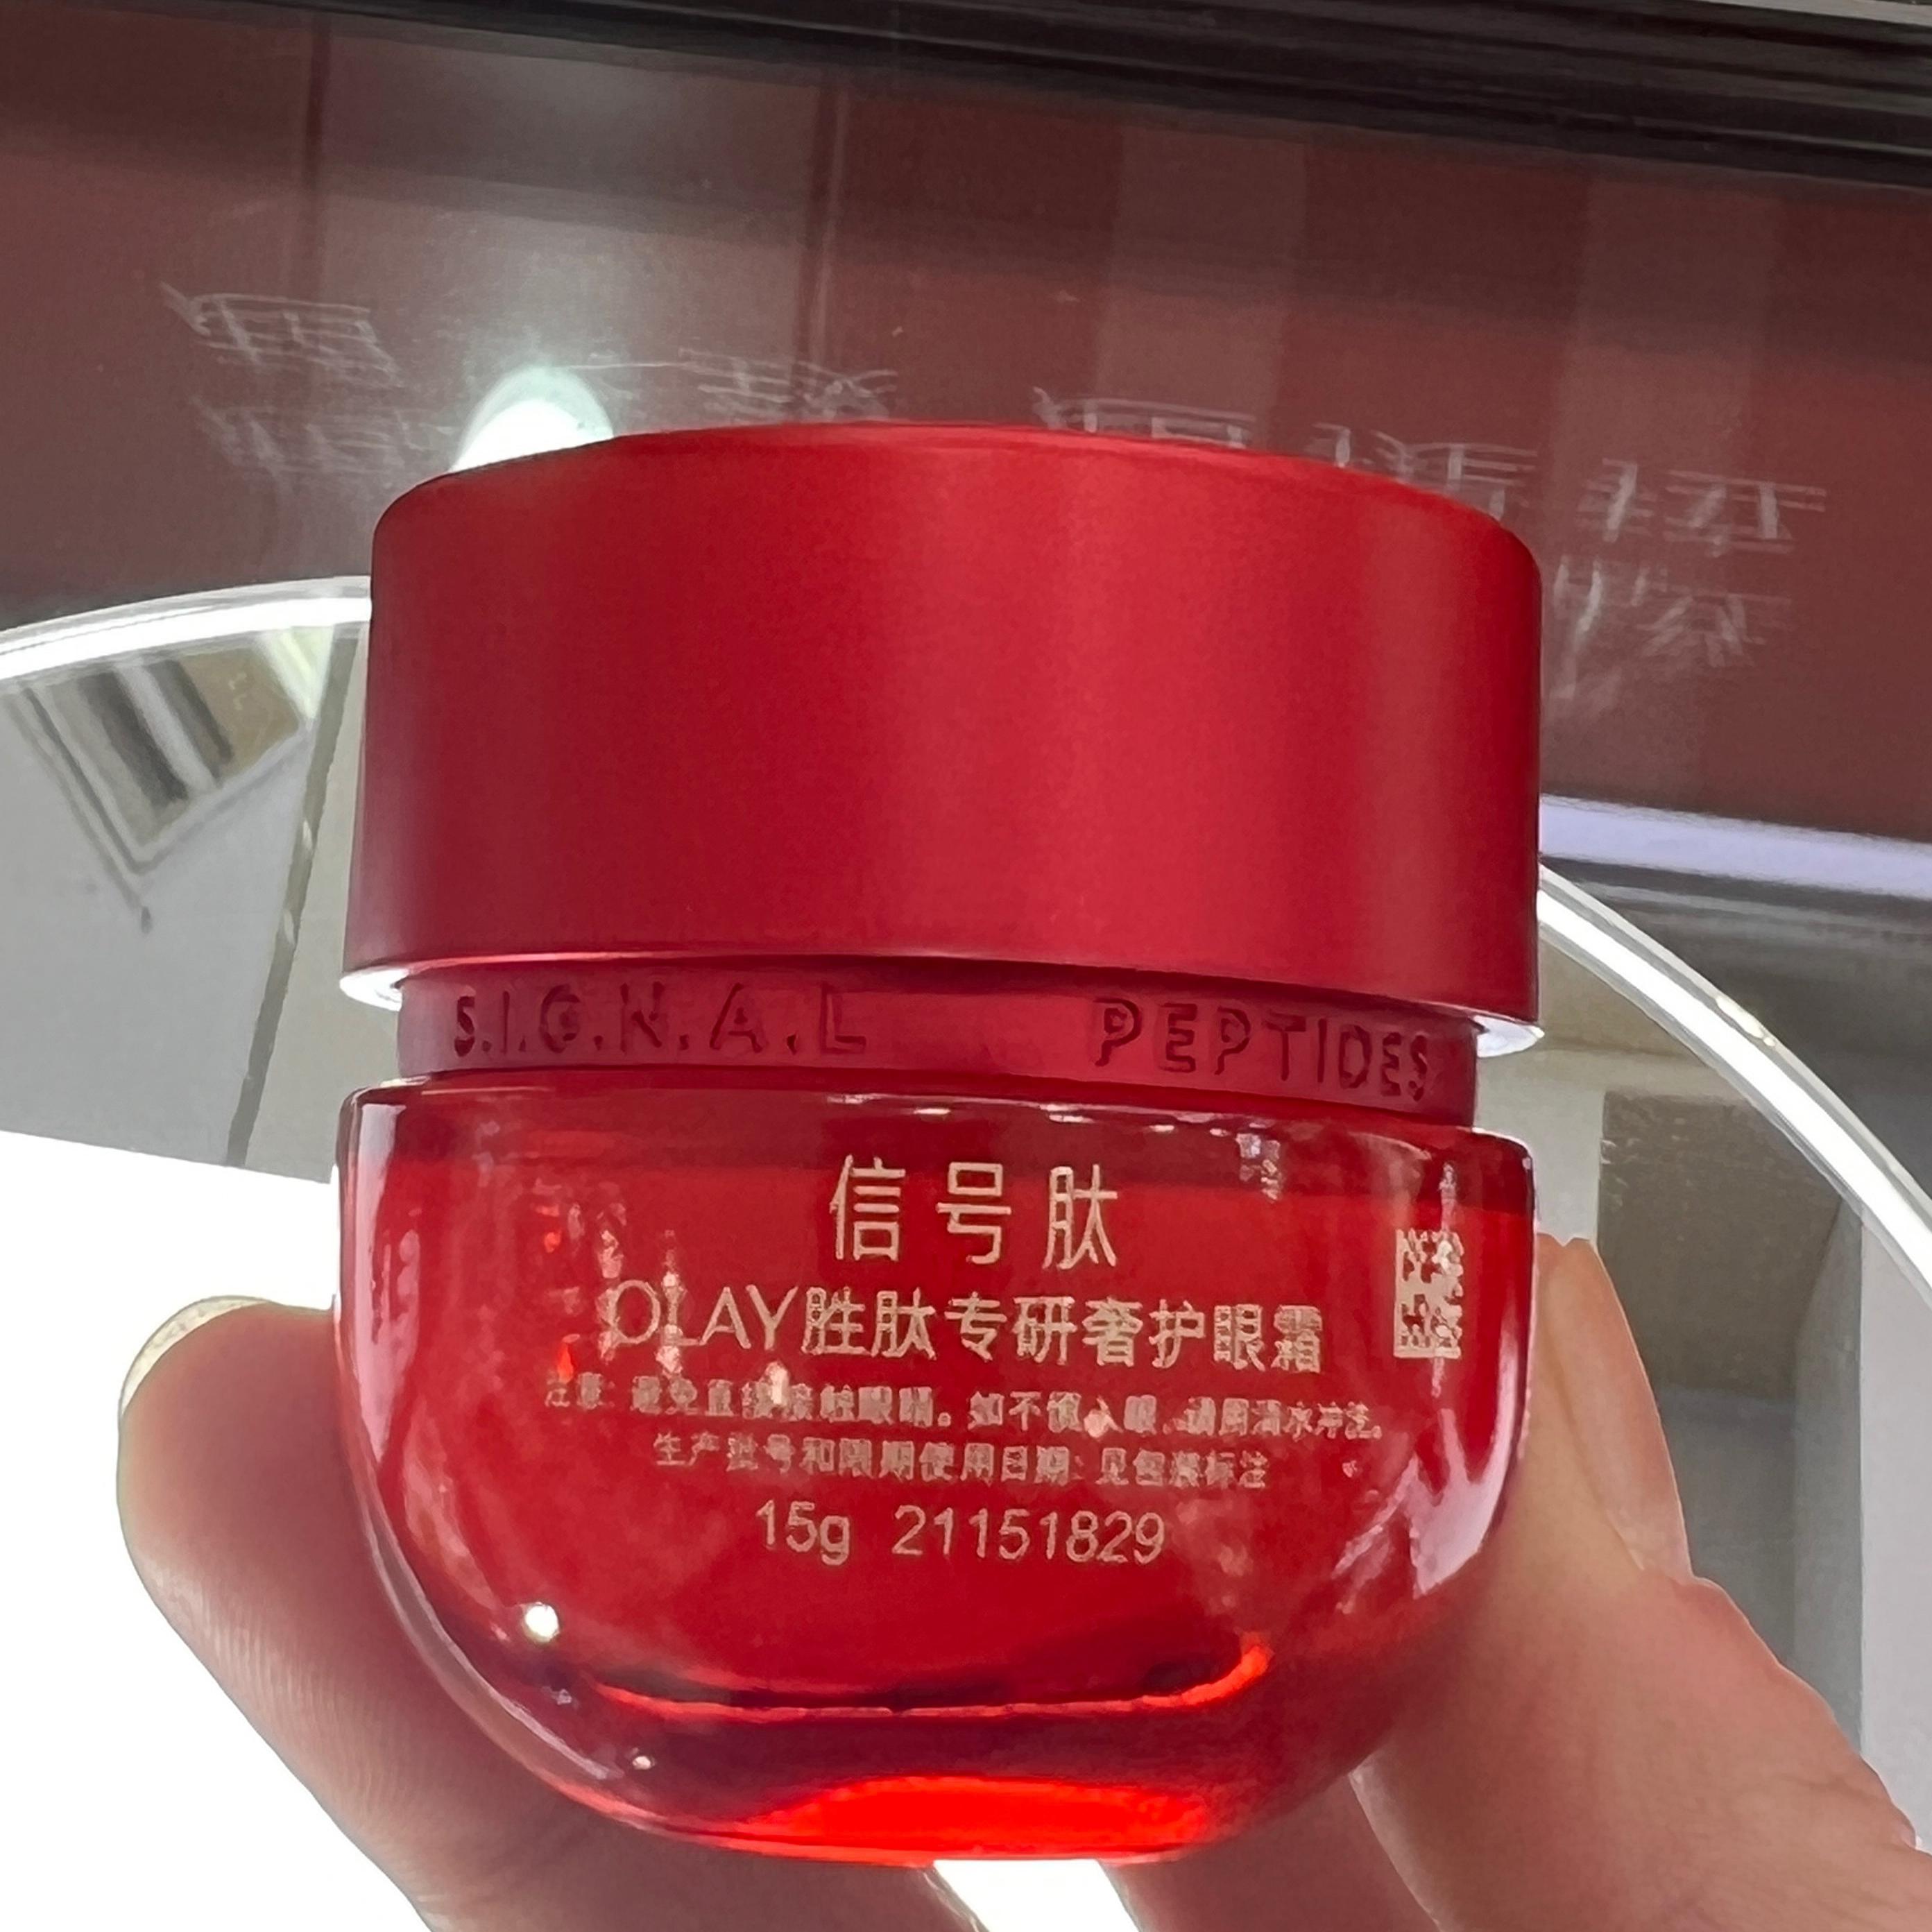 S.I.G.N.A.L PEPTIDES
信号肽
OLAY胜肽专研奢护眼霜
注意: 避免直接接触眼睛。如不慎入眼,请用清水冲洗。
生产批号和限期使用日期: 见包装标注
15g 21151829